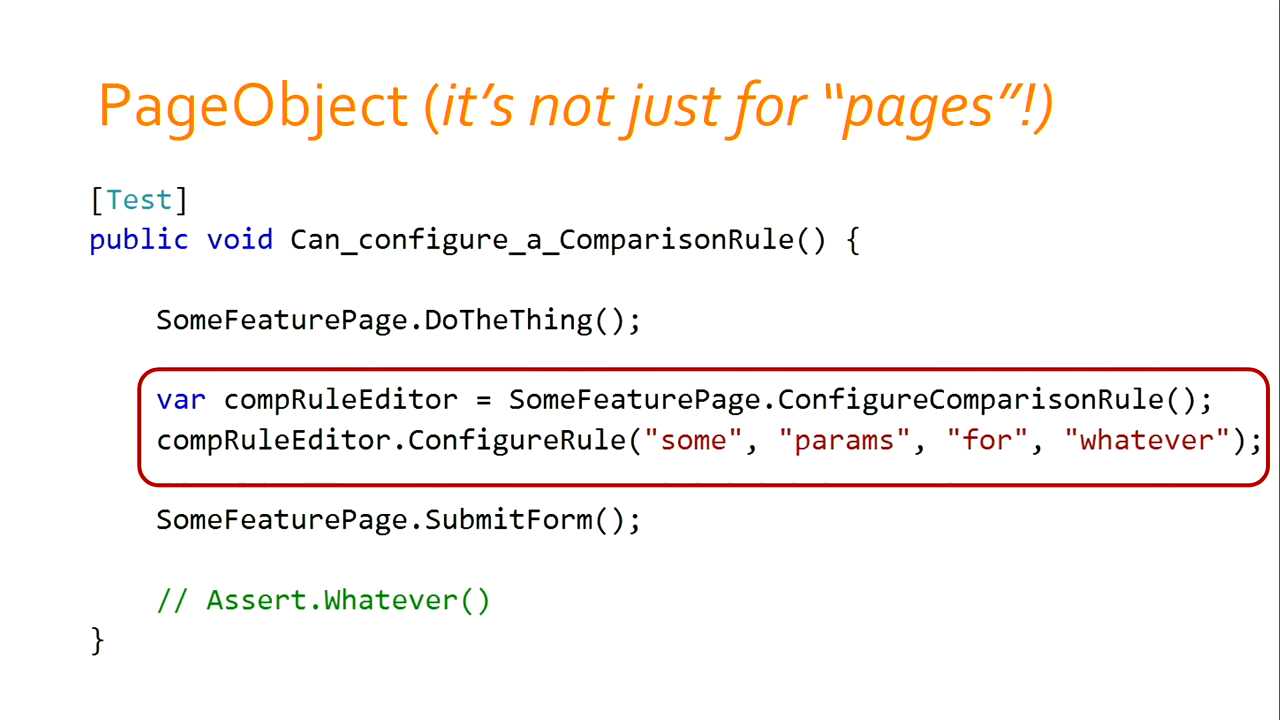 PageObject (it’s not just for “pages”!)
[Test]
public void Can_configure_a_ComparisonRule() {
SomeFeaturePage.DoTheThing();
var compRuleEditor = SomeFeaturePage.ConfigureComparisonRule();
compRuleEditor.ConfigureRule("some", "params", "for", "whatever");
SomeFeaturePage.SubmitForm();
// Assert.Whatever()
}